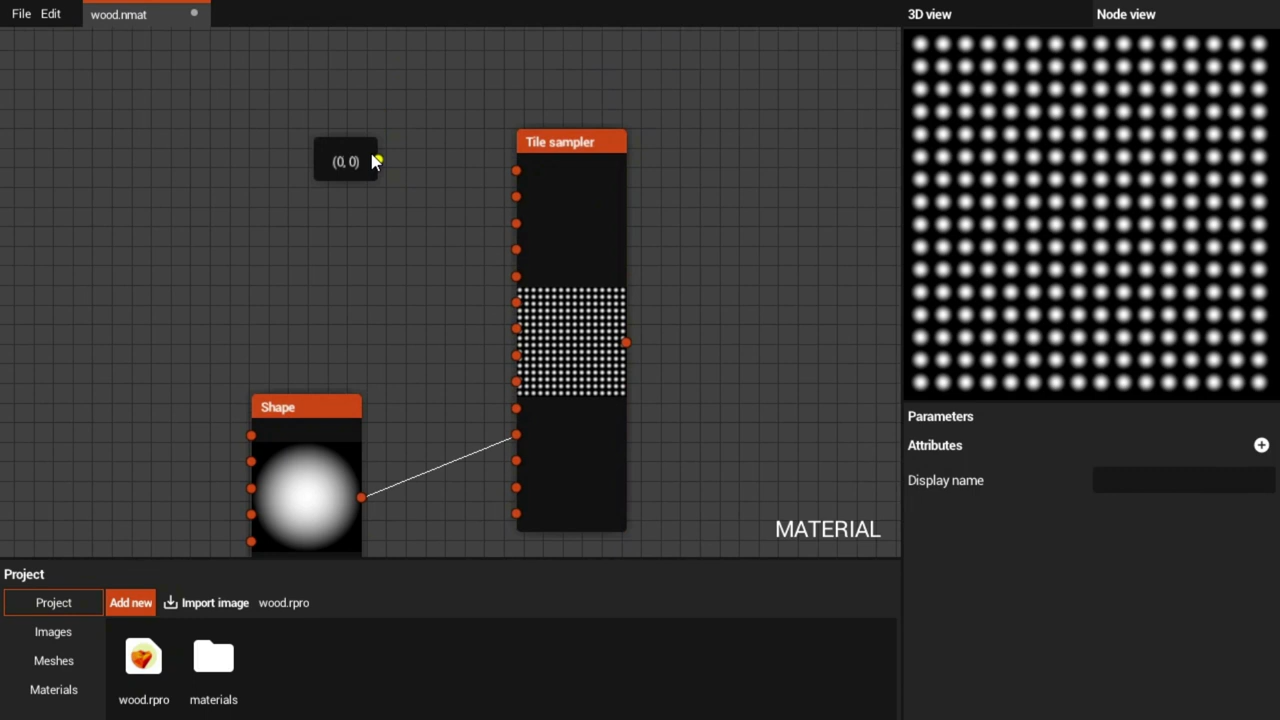 File Edit wood.nmat
3D view Node view
(0, 0)
Tile sampler
Shape
MATERIAL
Parameters
Attributes
Display name
Project
Project Add new Import image wood.rpro
Images
Meshes
Materials
wood.rpro materials